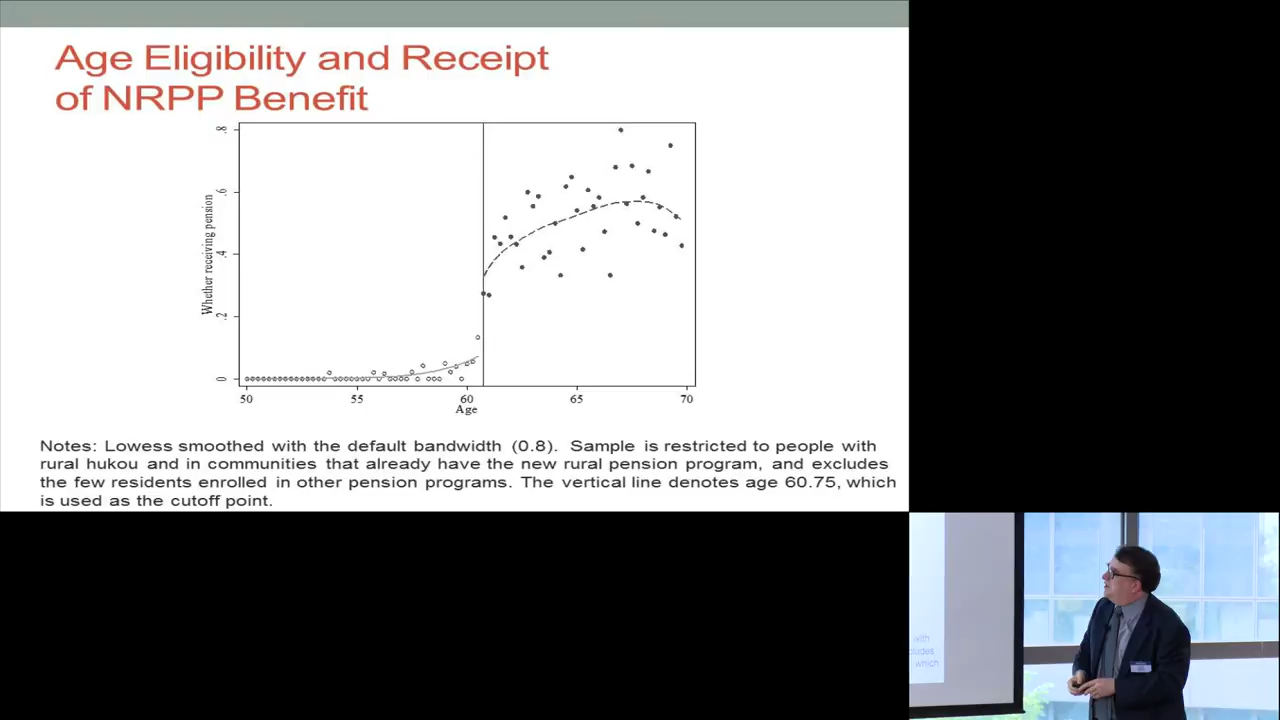 Age Eligibility and Receipt
of NRPP Benefit
Whether receiving pension
.8
.6
.4
.2
0
50
55
60
65
70
Age
Notes: Lowess smoothed with the default bandwidth (0.8). Sample is restricted to people with
rural hukou and in communities that already have the new rural pension program, and excludes
the few residents enrolled in other pension programs. The vertical line denotes age 60.75, which
is used as the cutoff point.
with
cludes
which